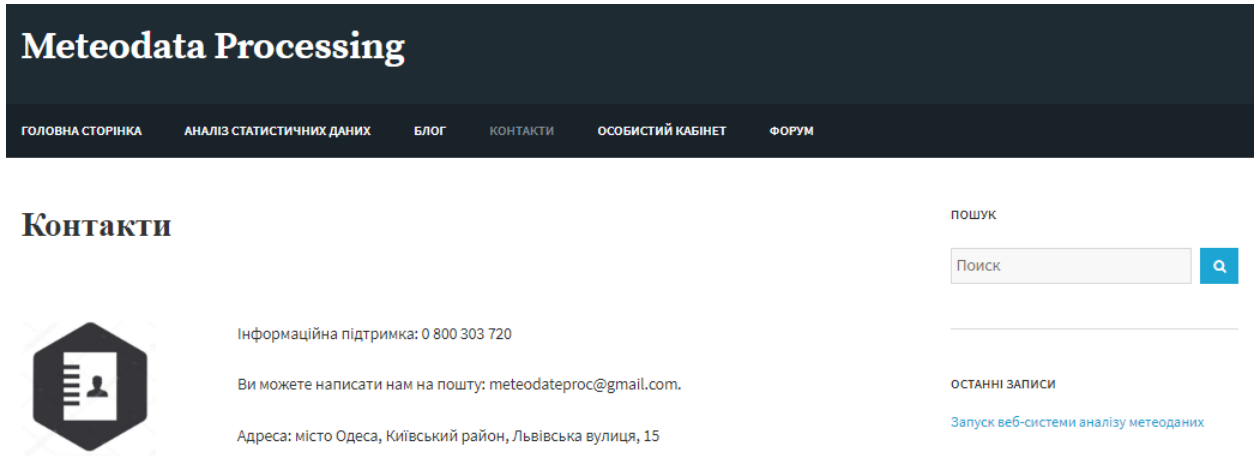 Meteodata Processing
ГОЛОВНА СТОРІНКА АНАЛІЗ СТАТИСТИЧНИХ ДАНИХ БЛОГ КОНТАКТИ ОСОБИСТИЙ КАБІНЕТ ФОРУМ
Контакти
Інформаційна підтримка: 0 800 303 720
Ви можете написати нам на пошту: meteodateproc@gmail.com.
Адреса: місто Одеса, Київський район, Львівська вулиця, 15
ПОШУК
Поиск
ОСТАННІ ЗАПИСИ
Запуск веб-системи аналізу метеоданих